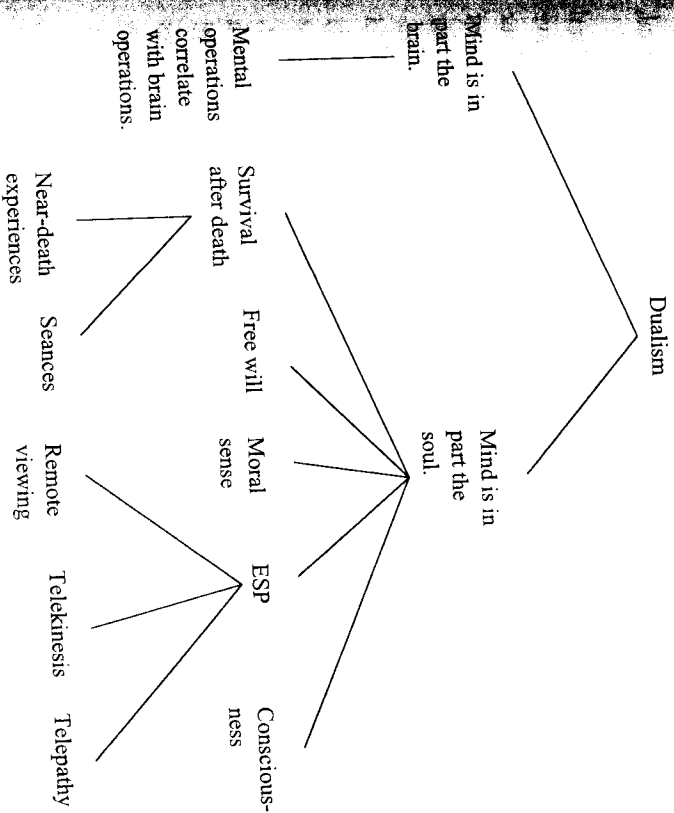 Dualism
Mind is in
part the
brain.
Mind is in
part the
soul.
Mental
operations
correlate
with brain
operations.
Survival
after death
Free will
Moral
sense
ESP
Conscious-
ness
Near-death
experiences
Seances
Remote
viewing
Telekinesis
Telepathy